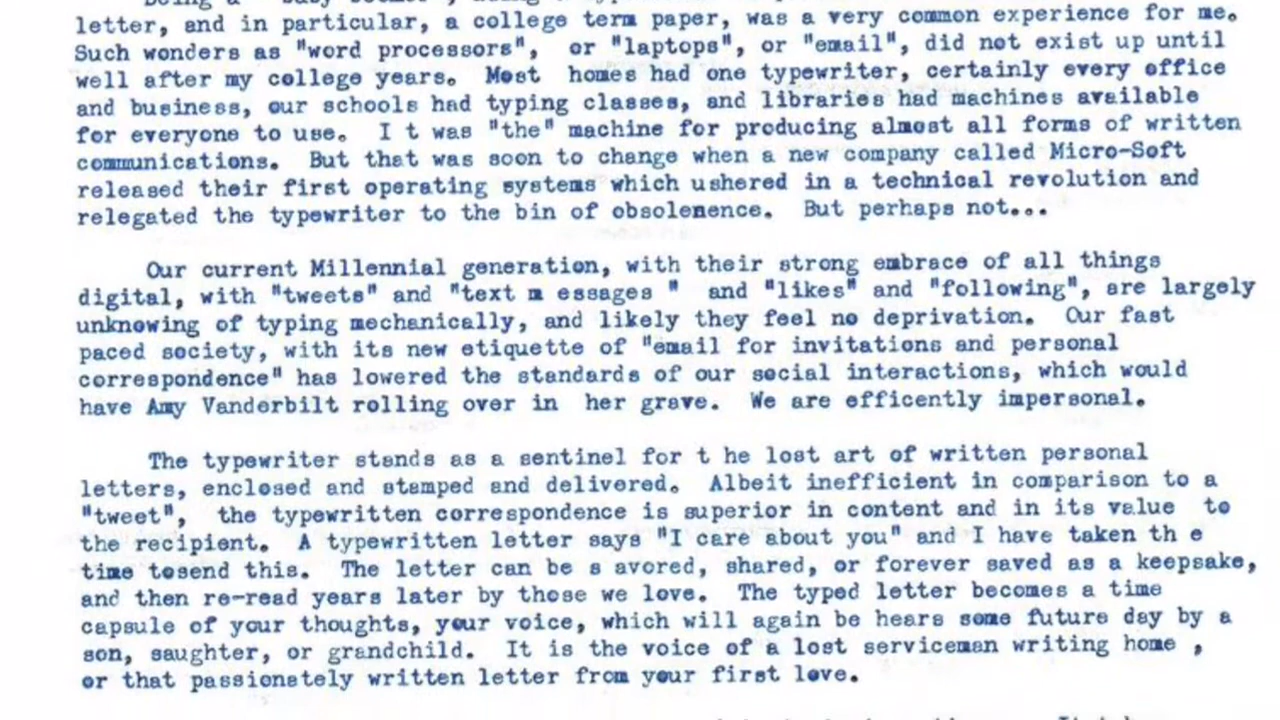 letter, and in particular, a college term paper, was a very common experience for me.
Such wonders as "word processors",  or "laptops", or "email", did not exist up until
well after my college years.  Most  homes had one typewriter, certainly every office
and business, our schools had typing classes, and libraries had machines available
for everyone to use.  I t was "the" machine for producing almost all forms of written
communications.  But that was soon to change when a new company called Micro-Soft
released their first operating systems which ushered in a technical revolution and
relegated the typewriter to the bin of obsolenence.  But perhaps not...
Our current Millennial generation, with their strong embrace of all things
digital, with "tweets" and "text m essages "  and "likes" and "following", are largely
unknowing of typing mechanically, and likely they feel no deprivation.  Our fast
paced society, with its new etiquette of "email for invitations and personal
correspondence" has lowered the standards of our social interactions, which would
have Amy Vanderbilt rolling over in  her grave.  We are efficently impersonal.
The typewriter stands as a sentinel for t he lost art of written personal
letters, enclosed and stamped and delivered.  Albeit inefficient in comparison to a
"tweet",  the typewritten correspondence is superior in content and in its value  to
the recipient.  A typewritten letter says "I care about you" and I have taken th e
time tosend this.  The letter can be s avored, shared, or forever saved as a keepsake,
and then re-read years later by those we love.  The typed letter becomes a time
capsule of your thoughts, your voice, which will again be hears some future day by a
son, saughter, or grandchild.  It is the voice of a lost serviceman writing home ,
or that passionately written letter from your first love.